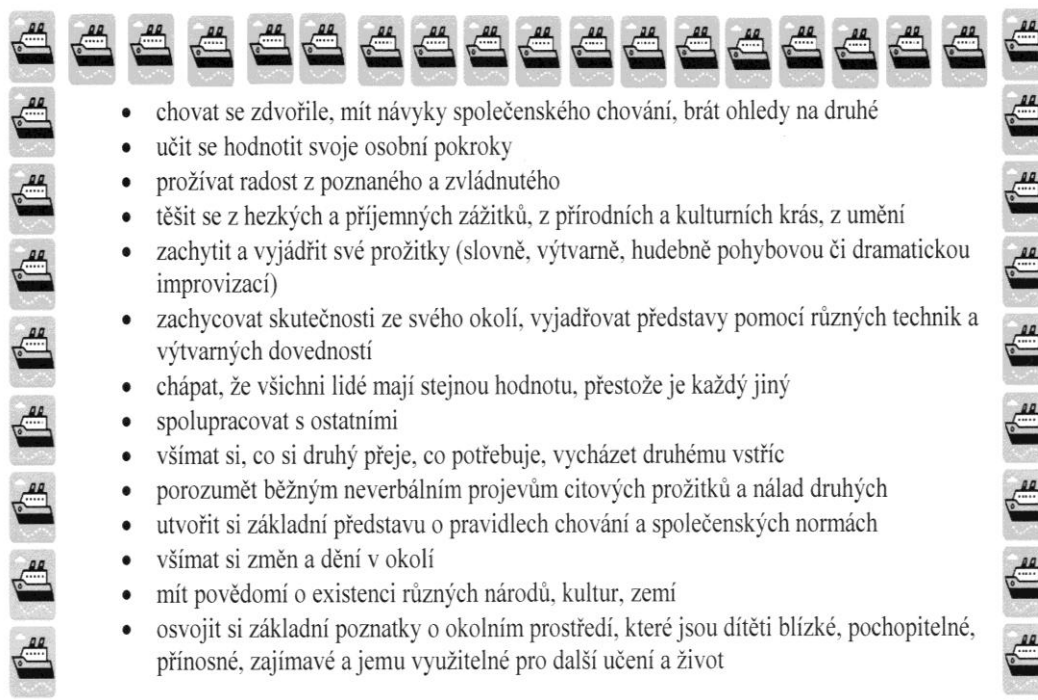 • chovat se zdvořile, mít návyky společenského chování, brát ohledy na druhé
• učit se hodnotit svoje osobní pokroky
• prožívat radost z poznaného a zvládnutého
• těšit se z hezkých a příjemných zážitků, z přírodních a kulturních krás, z umění
• zachytit a vyjádřit své prožitky (slovně, výtvarně, hudebně pohybovou či dramatickou
improvizací)
• zachycovat skutečnosti ze svého okolí, vyjadřovat představy pomocí různých technik a
výtvarných dovedností
• chápat, že všichni lidé mají stejnou hodnotu, přestože je každý jiný
• spolupracovat s ostatními
• všímat si, co si druhý přeje, co potřebuje, vycházet druhému vstříc
• porozumět běžným neverbálním projevům citových prožitků a nálad druhých
• utvořit si základní představu o pravidlech chování a společenských normách
• všímat si změn a dění v okolí
• mít povědomí o existenci různých národů, kultur, zemí
• osvojit si základní poznatky o okolním prostředí, které jsou dítěti blízké, pochopitelné,
přínosné, zajímavé a jemu využitelné pro další učení a život